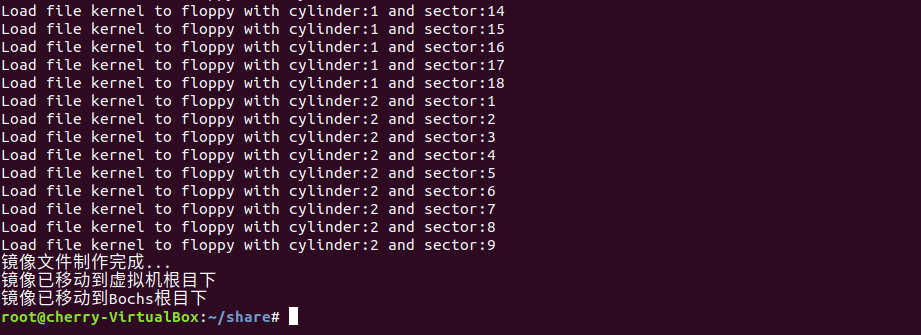 Load file kernel to floppy with cylinder:1 and sector:14
Load file kernel to floppy with cylinder:1 and sector:15
Load file kernel to floppy with cylinder:1 and sector:16
Load file kernel to floppy with cylinder:1 and sector:17
Load file kernel to floppy with cylinder:1 and sector:18
Load file kernel to floppy with cylinder:2 and sector:1
Load file kernel to floppy with cylinder:2 and sector:2
Load file kernel to floppy with cylinder:2 and sector:3
Load file kernel to floppy with cylinder:2 and sector:4
Load file kernel to floppy with cylinder:2 and sector:5
Load file kernel to floppy with cylinder:2 and sector:6
Load file kernel to floppy with cylinder:2 and sector:7
Load file kernel to floppy with cylinder:2 and sector:8
Load file kernel to floppy with cylinder:2 and sector:9
镜像文件制作完成...
镜像已移动到虚拟机根目下
镜像已移动到Bochs根目下
root@cherry-VirtualBox:~/share#